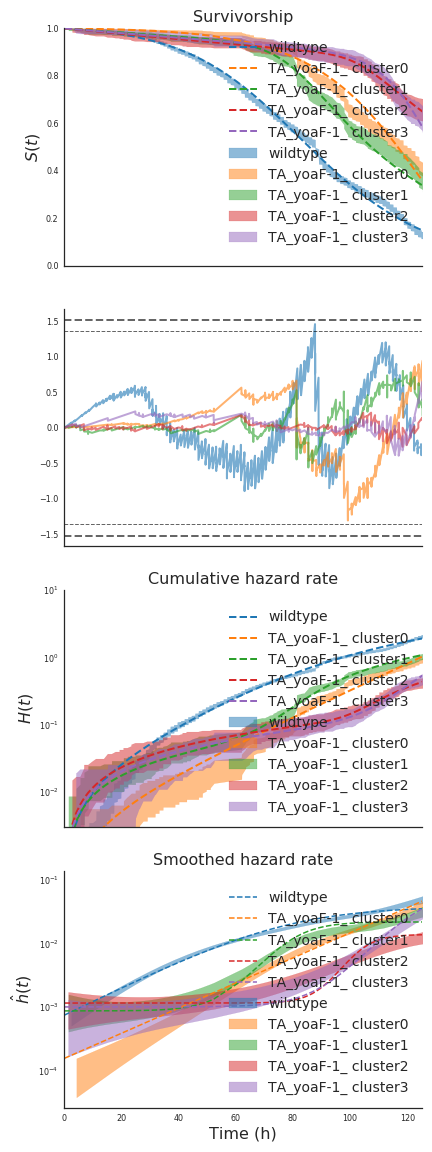 Survivorship
1.0
0.8
0.6
0.4
0.2
0.0
S(t)
wildtype
TA_yoaF-1_ cluster0
TA_yoaF-1_ cluster1
TA_yoaF-1_ cluster2
TA_yoaF-1_ cluster3
wildtype
TA_yoaF-1_ cluster0
TA_yoaF-1_ cluster1
TA_yoaF-1_ cluster2
TA_yoaF-1_ cluster3
1.5
1.0
0.5
0.0
−0.5
−1.0
−1.5
Cumulative hazard rate
10¹
10⁰
10⁻¹
10⁻²
H(t)
wildtype
TA_yoaF-1_ cluster0
TA_yoaF-1_ cluster1
TA_yoaF-1_ cluster2
TA_yoaF-1_ cluster3
wildtype
TA_yoaF-1_ cluster0
TA_yoaF-1_ cluster1
TA_yoaF-1_ cluster2
TA_yoaF-1_ cluster3
Smoothed hazard rate
10⁻¹
10⁻²
10⁻³
10⁻⁴
ĥ(t)
wildtype
TA_yoaF-1_ cluster0
TA_yoaF-1_ cluster1
TA_yoaF-1_ cluster2
TA_yoaF-1_ cluster3
wildtype
TA_yoaF-1_ cluster0
TA_yoaF-1_ cluster1
TA_yoaF-1_ cluster2
TA_yoaF-1_ cluster3
0 20 40 60 80 100 120
Time (h)